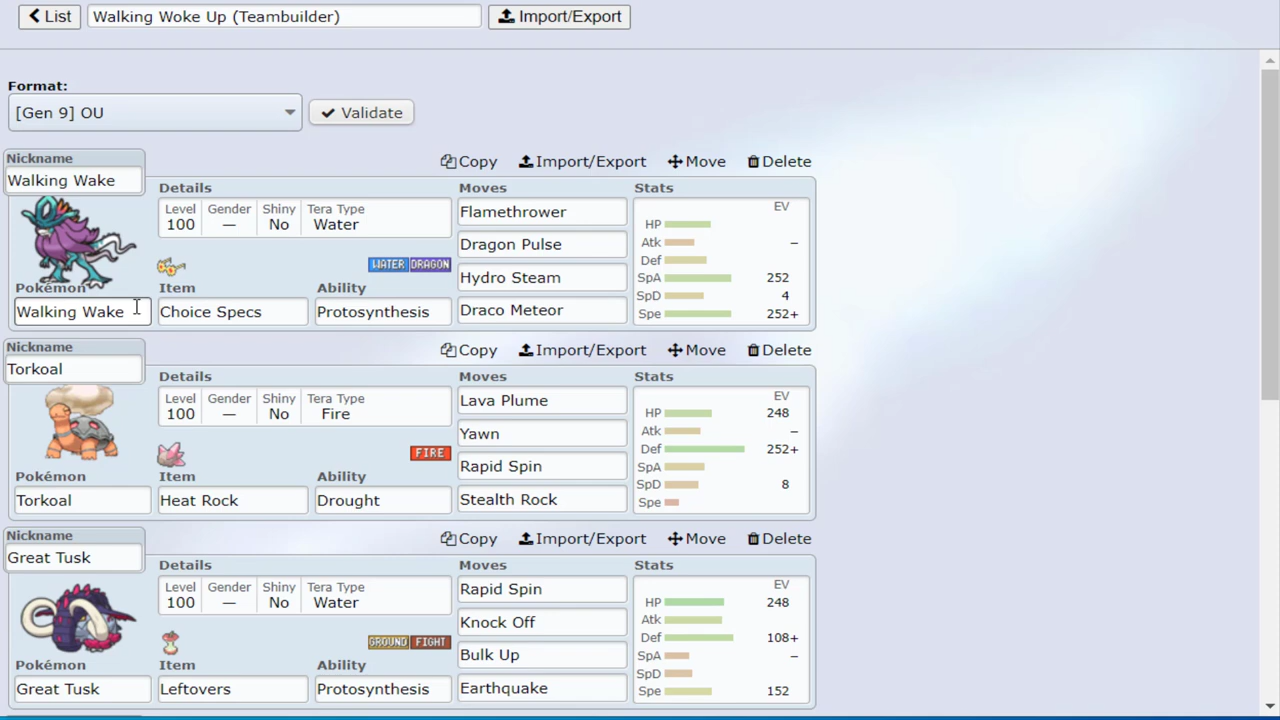 List
Walking Woke Up (Teambuilder)
Import/Export
Format:
[Gen 9] OU
Validate
Nickname
Walking Wake
Copy Import/Export Move Delete
Details
Level Gender Shiny Tera Type
100 — No Water
WATER DRAGON
Pokémon
Walking Wake
Item
Choice Specs
Ability
Protosynthesis
Moves
Flamethrower
Dragon Pulse
Hydro Steam
Draco Meteor
Stats
EV
HP
Atk –
Def
SpA 252
SpD 4
Spe 252+
Nickname
Torkoal
Copy Import/Export Move Delete
Details
Level Gender Shiny Tera Type
100 — No Fire
FIRE
Pokémon
Torkoal
Item
Heat Rock
Ability
Drought
Moves
Lava Plume
Yawn
Rapid Spin
Stealth Rock
Stats
EV
HP 248
Atk –
Def 252+
SpA
SpD 8
Spe
Nickname
Great Tusk
Copy Import/Export Move Delete
Details
Level Gender Shiny Tera Type
100 — No Water
GROUND FIGHT
Pokémon
Great Tusk
Item
Leftovers
Ability
Protosynthesis
Moves
Rapid Spin
Knock Off
Bulk Up
Earthquake
Stats
EV
HP 248
Atk
Def 108+
SpA –
SpD
Spe 152